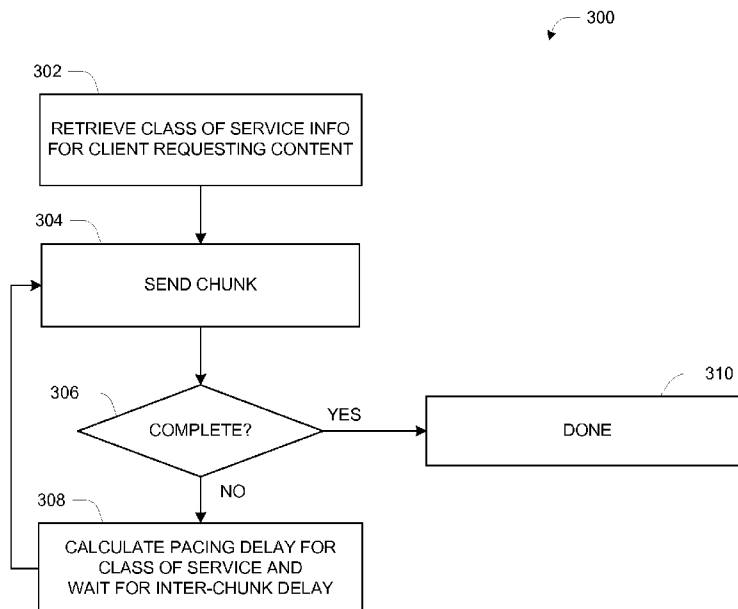 300
302
RETRIEVE CLASS OF SERVICE INFO
FOR CLIENT REQUESTING CONTENT
304
SEND CHUNK
306
COMPLETE?
YES
310
DONE
NO
308
CALCULATE PACING DELAY FOR
CLASS OF SERVICE AND
WAIT FOR INTER-CHUNK DELAY